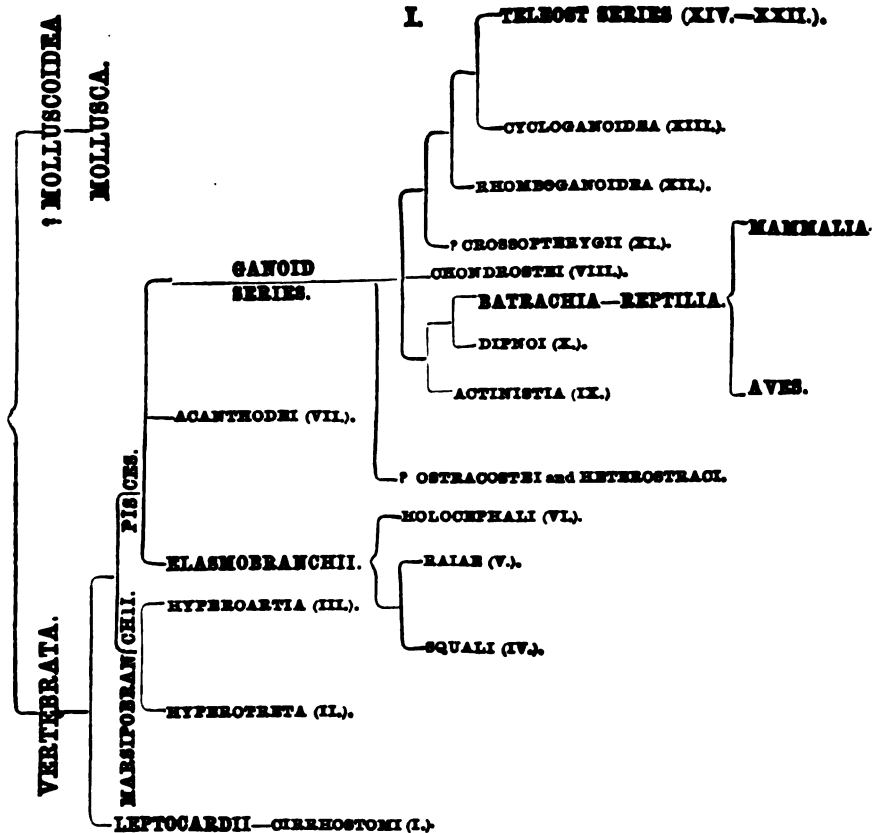 I.
TELEOST SERIES (XIV.—XXII.).
? MOLLUSCOIDEA
MOLLUSCA.
CYCLOGANOIDEA (XIII.).
RHOMBOGANOIDEA (XII.).
? CROSSOPTERYGII (XI.).
MAMMALIA.
GANOID
SERIES.
CHONDROSTEI (VIII.).
BATRACHIA—REPTILIA.
DIPNOI (X.).
ACTINISTIA (IX.)
AVES.
ACANTHODEI (VII.).
? OSTRACOSTEI and HETEROSTRACI.
PISCES.
HOLOCEPHALI (VI.).
ELASMOBRANCHII.
RAIAE (V.).
HYPEROARTIA (III.).
SQUALI (IV.).
VERTEBRATA.
MARSIPOBRANCHII.
HYPEROTRETA (II.).
LEPTOCARDII—CIRRHOSTOMI (I.)